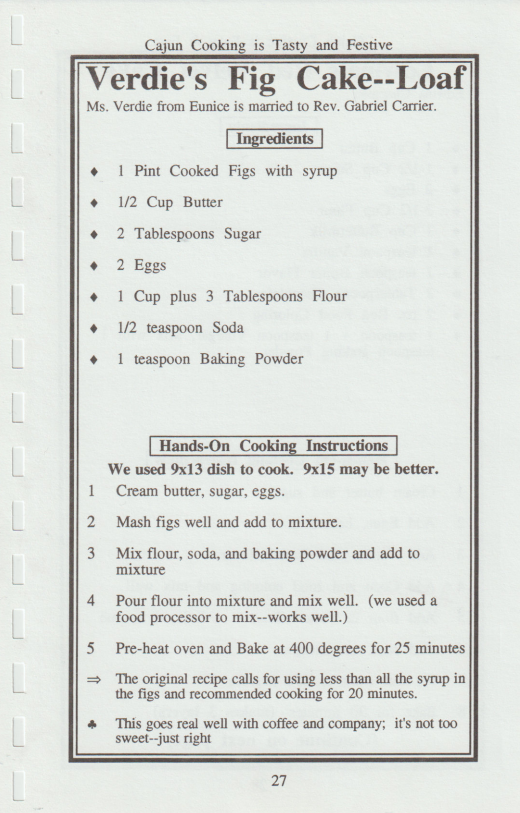 Cajun Cooking is Tasty and Festive
Verdie's Fig Cake--Loaf
Ms. Verdie from Eunice is married to Rev. Gabriel Carrier.
Ingredients
♦ 1 Pint Cooked Figs with syrup
♦ 1/2 Cup Butter
♦ 2 Tablespoons Sugar
♦ 2 Eggs
♦ 1 Cup plus 3 Tablespoons Flour
♦ 1/2 teaspoon Soda
♦ 1 teaspoon Baking Powder
Hands-On Cooking Instructions
We used 9x13 dish to cook. 9x15 may be better.
1 Cream butter, sugar, eggs.
2 Mash figs well and add to mixture.
3 Mix flour, soda, and baking powder and add to
mixture
4 Pour flour into mixture and mix well. (we used a
food processor to mix--works well.)
5 Pre-heat oven and Bake at 400 degrees for 25 minutes
⇒ The original recipe calls for using less than all the syrup in
the figs and recommended cooking for 20 minutes.
♣ This goes real well with coffee and company; it's not too
sweet--just right
27